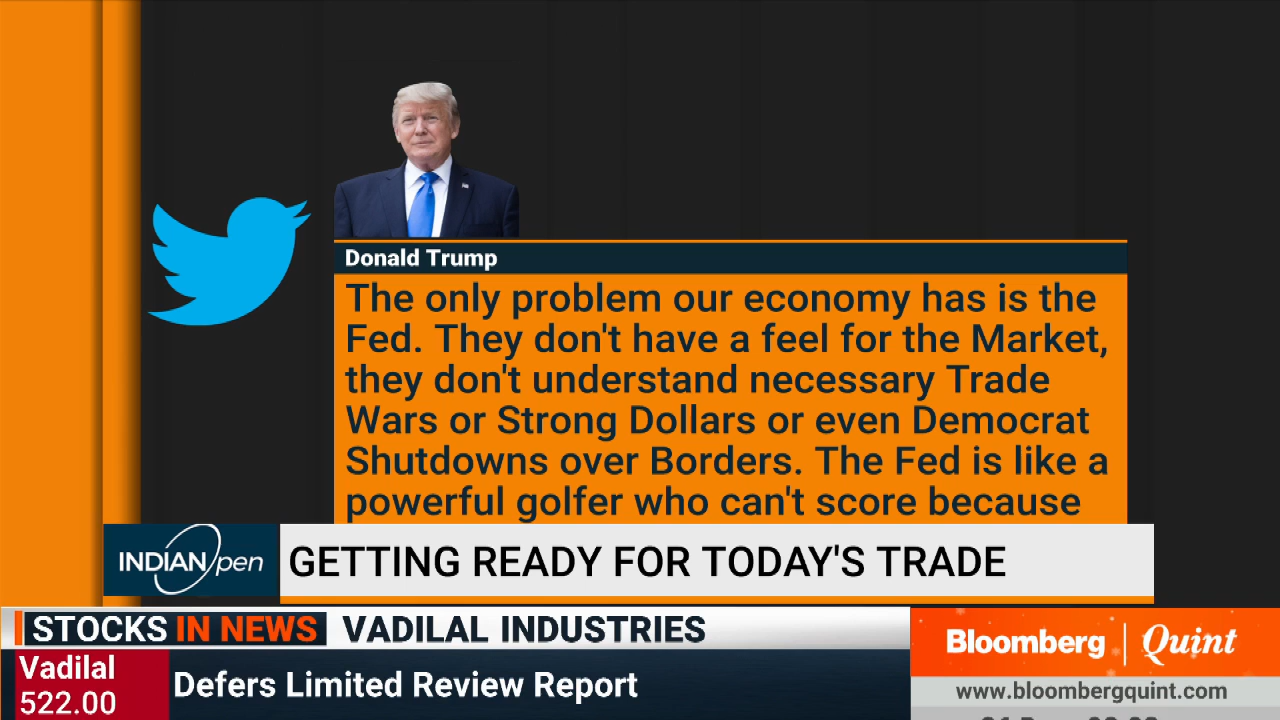 Donald Trump
The only problem our economy has is the
Fed. They don't have a feel for the Market,
they don't understand necessary Trade
Wars or Strong Dollars or even Democrat
Shutdowns over Borders. The Fed is like a
powerful golfer who can't score because
INDIAN Open
GETTING READY FOR TODAY'S TRADE
STOCKS IN NEWS VADILAL INDUSTRIES
Vadilal
522.00
Defers Limited Review Report
Bloomberg | Quint
www.bloombergquint.com